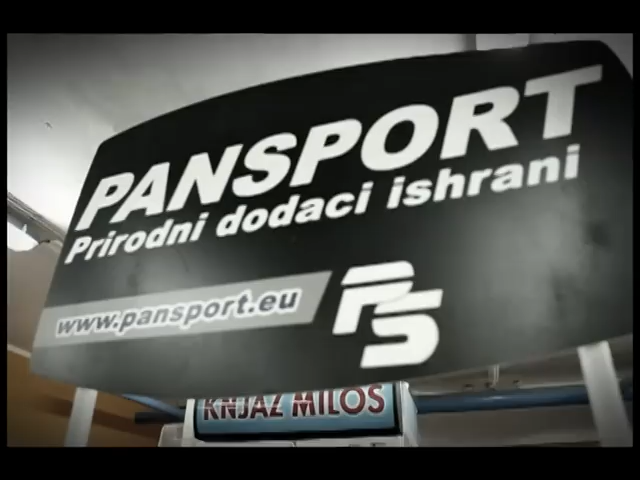 PANSPORT
Prirodni dodaci ishrani
www.pansport.eu
PS
KNJAZ MILOS